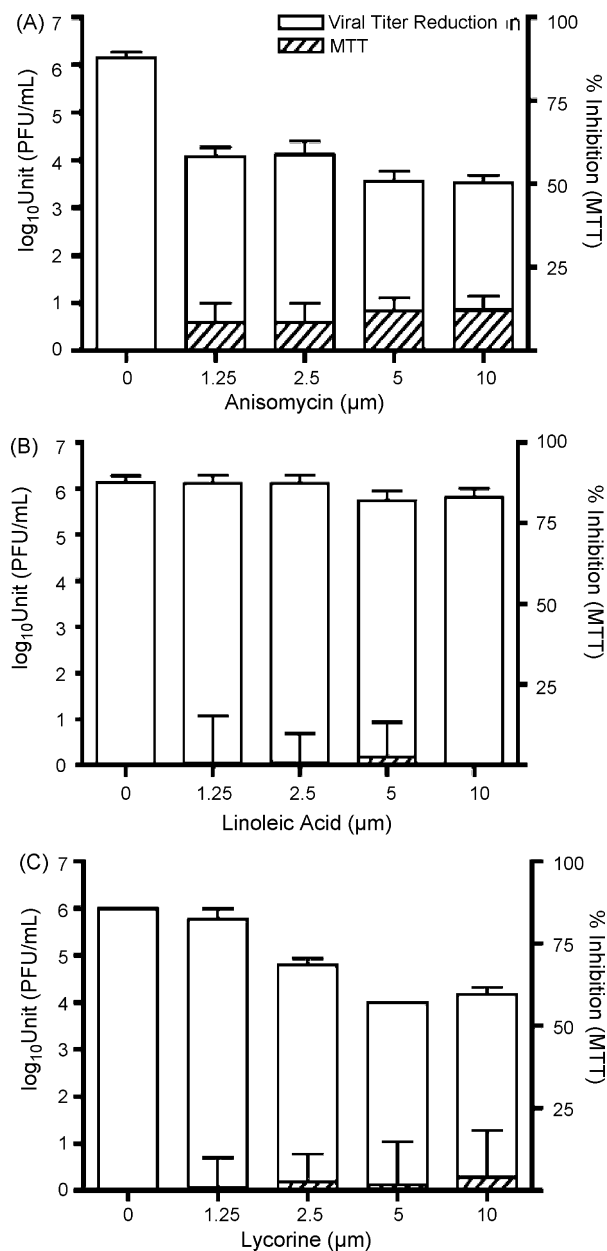 (A)
Viral Titer Reduction n
MTT
log10Unit (PFU/mL)
7
6
5
4
3
2
1
0
100
75
50
25
% Inhibition (MTT)
0 1.25 2.5 5 10
Anisomycin (µm)
(B)
log10Unit (PFU/mL)
7
6
5
4
3
2
1
0
100
75
50
25
% Inhibition (MTT)
0 1.25 2.5 5 10
Linoleic Acid (µm)
(C)
log10Unit (PFU/mL)
7
6
5
4
3
2
1
0
100
75
50
25
% Inhibition (MTT)
0 1.25 2.5 5 10
Lycorine (µm)